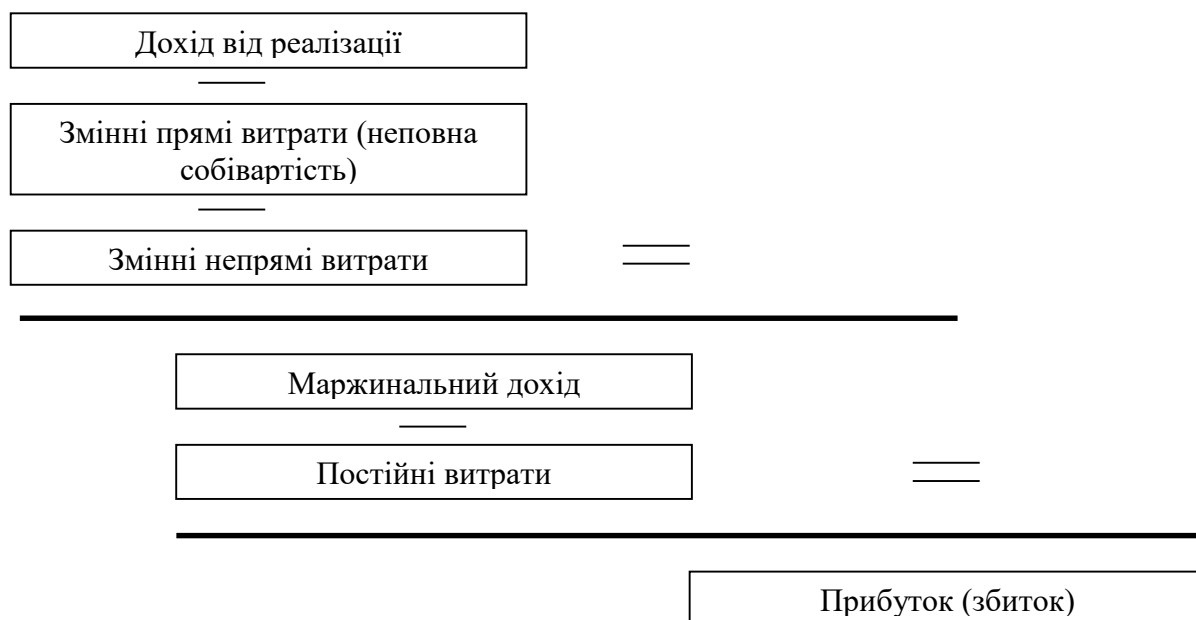 Дохід від реалізації
Змінні прямі витрати (неповна
собівартість)
Змінні непрямі витрати
Маржинальний дохід
Постійні витрати
Прибуток (збиток)